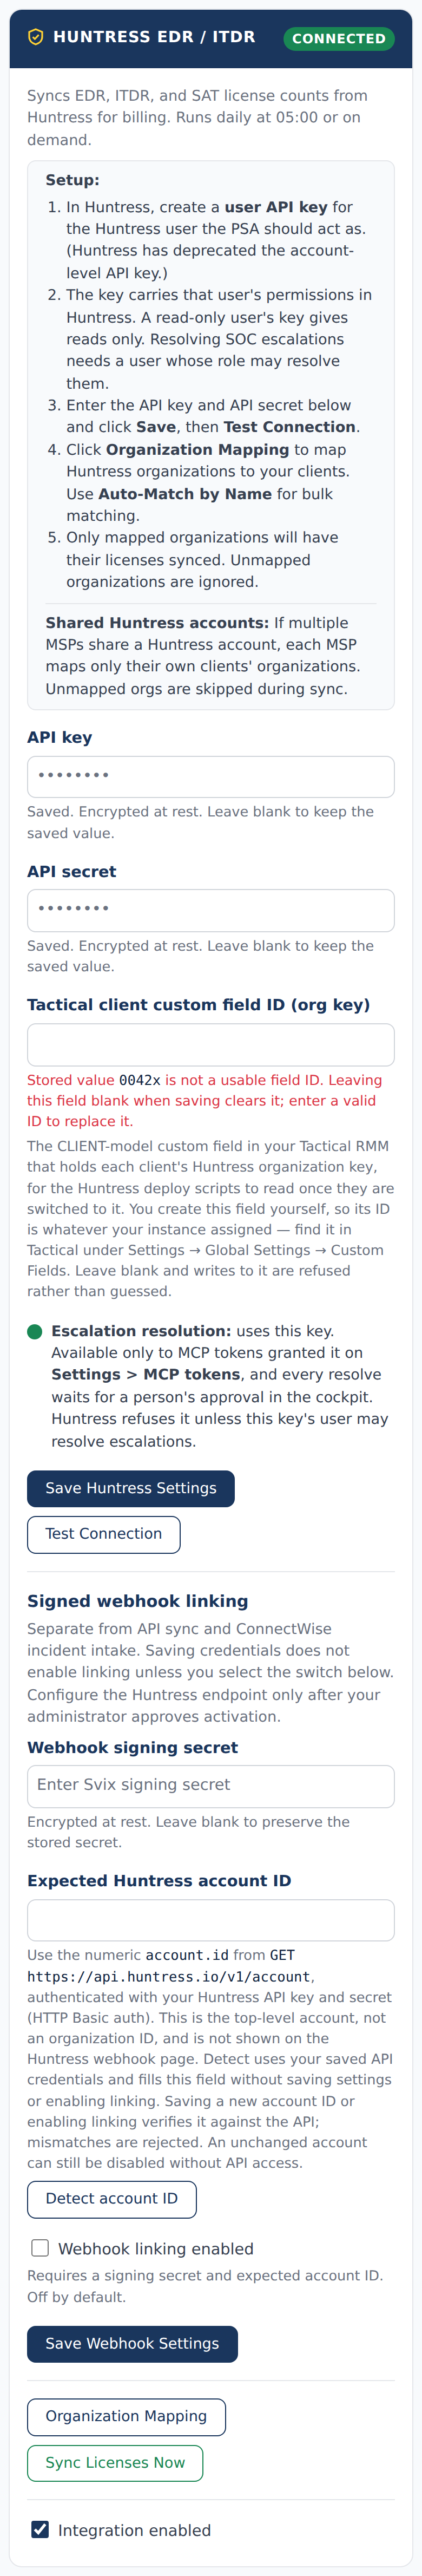 HUNTRESS EDR / ITDR
CONNECTED
Syncs EDR, ITDR, and SAT license counts from
Huntress for billing. Runs daily at 05:00 or on
demand.
Setup:
1. In Huntress, create a user API key for
the Huntress user the PSA should act as.
(Huntress has deprecated the account-
level API key.)
2. The key carries that user's permissions in
Huntress. A read-only user's key gives
reads only. Resolving SOC escalations
needs a user whose role may resolve
them.
3. Enter the API key and API secret below
and click Save, then Test Connection.
4. Click Organization Mapping to map
Huntress organizations to your clients.
Use Auto-Match by Name for bulk
matching.
5. Only mapped organizations will have
their licenses synced. Unmapped
organizations are ignored.
Shared Huntress accounts: If multiple
MSPs share a Huntress account, each MSP
maps only their own clients' organizations.
Unmapped orgs are skipped during sync.
API key
••••••••
Saved. Encrypted at rest. Leave blank to keep the
saved value.
API secret
••••••••
Saved. Encrypted at rest. Leave blank to keep the
saved value.
Tactical client custom field ID (org key)
Stored value 0042x is not a usable field ID. Leaving
this field blank when saving clears it; enter a valid
ID to replace it.
The CLIENT-model custom field in your Tactical RMM
that holds each client's Huntress organization key,
for the Huntress deploy scripts to read once they are
switched to it. You create this field yourself, so its ID
is whatever your instance assigned — find it in
Tactical under Settings → Global Settings → Custom
Fields. Leave blank and writes to it are refused
rather than guessed.
Escalation resolution: uses this key.
Available only to MCP tokens granted it on
Settings > MCP tokens, and every resolve
waits for a person's approval in the cockpit.
Huntress refuses it unless this key's user may
resolve escalations.
Save Huntress Settings
Test Connection
Signed webhook linking
Separate from API sync and ConnectWise
incident intake. Saving credentials does not
enable linking unless you select the switch below.
Configure the Huntress endpoint only after your
administrator approves activation.
Webhook signing secret
Enter Svix signing secret
Encrypted at rest. Leave blank to preserve the
stored secret.
Expected Huntress account ID
Use the numeric account.id from GET
https://api.huntress.io/v1/account,
authenticated with your Huntress API key and secret
(HTTP Basic auth). This is the top-level account, not
an organization ID, and is not shown on the
Huntress webhook page. Detect uses your saved API
credentials and fills this field without saving settings
or enabling linking. Saving a new account ID or
enabling linking verifies it against the API;
mismatches are rejected. An unchanged account
can still be disabled without API access.
Detect account ID
Webhook linking enabled
Requires a signing secret and expected account ID.
Off by default.
Save Webhook Settings
Organization Mapping
Sync Licenses Now
Integration enabled